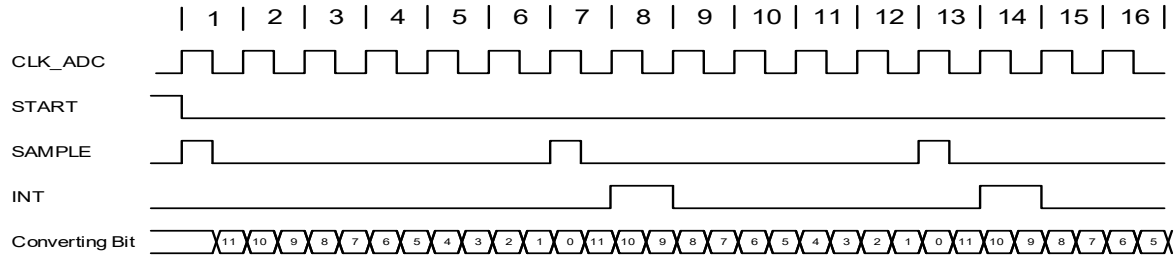 | 1 | 2 | 3 | 4 | 5 | 6 | 7 | 8 | 9 | 10 | 11 | 12 | 13 | 14 | 15 | 16 |
CLK_ADC
START
SAMPLE
INT
Converting Bit 11 10 9 8 7 6 5 4 3 2 1 0 11 10 9 8 7 6 5 4 3 2 1 0 11 10 9 8 7 6 5